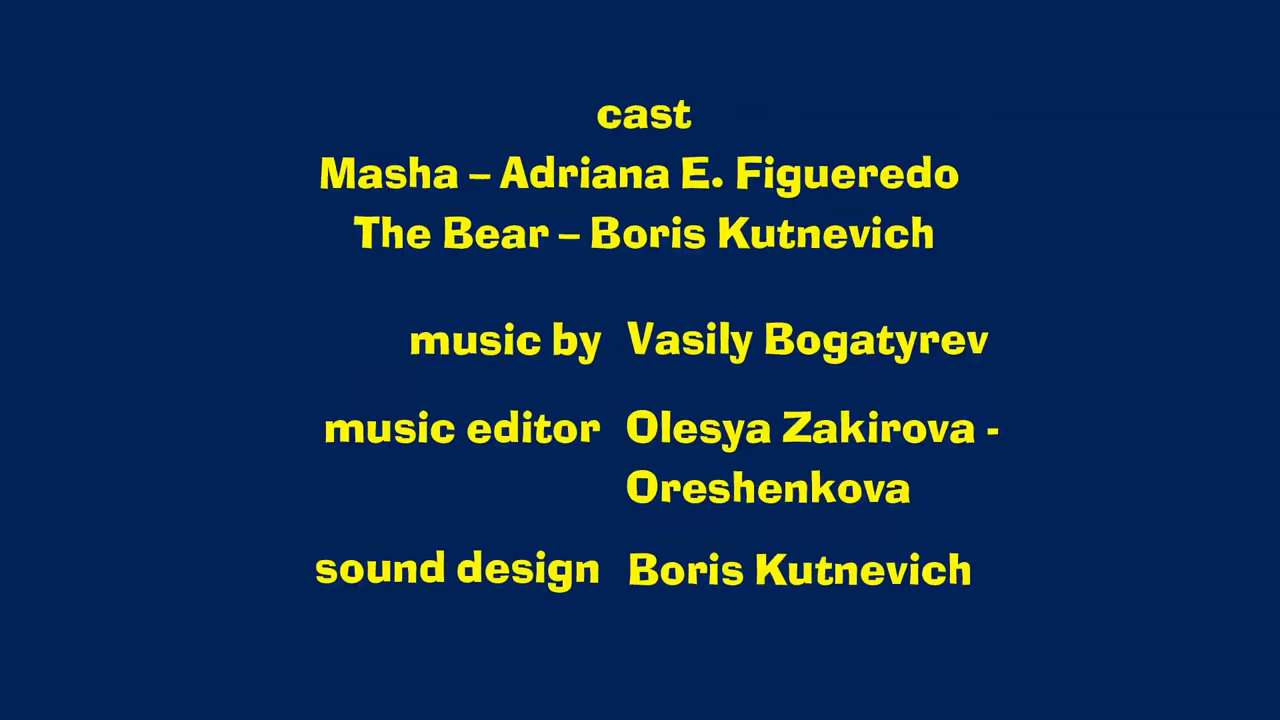 cast
Masha – Adriana E. Figueredo
The Bear – Boris Kutnevich
music by Vasily Bogatyrev
music editor Olesya Zakirova -
Oreshenkova
sound design Boris Kutnevich